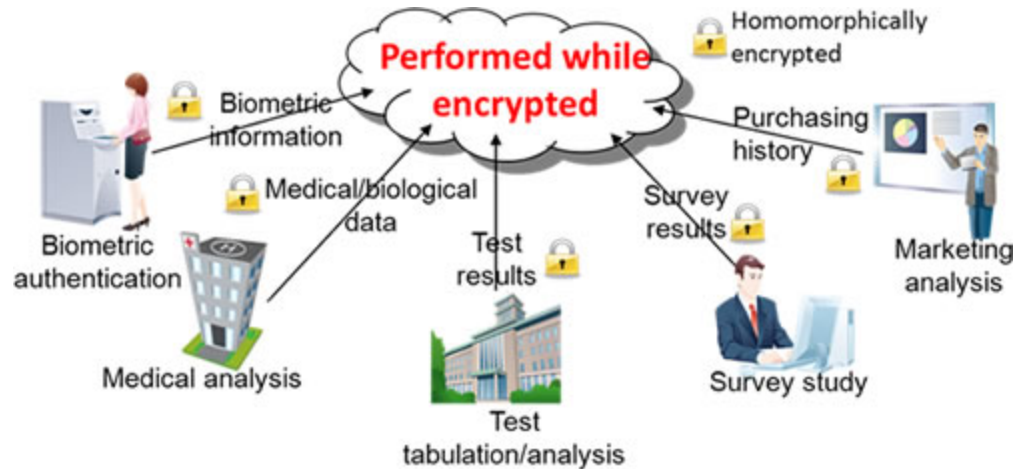 Performed while
encrypted
Homomorphically
encrypted
Biometric
information
Purchasing
history
Medical/biological
data
Survey
results
Test
results
Biometric
authentication
Marketing
analysis
Medical analysis
Survey study
Test
tabulation/analysis
H